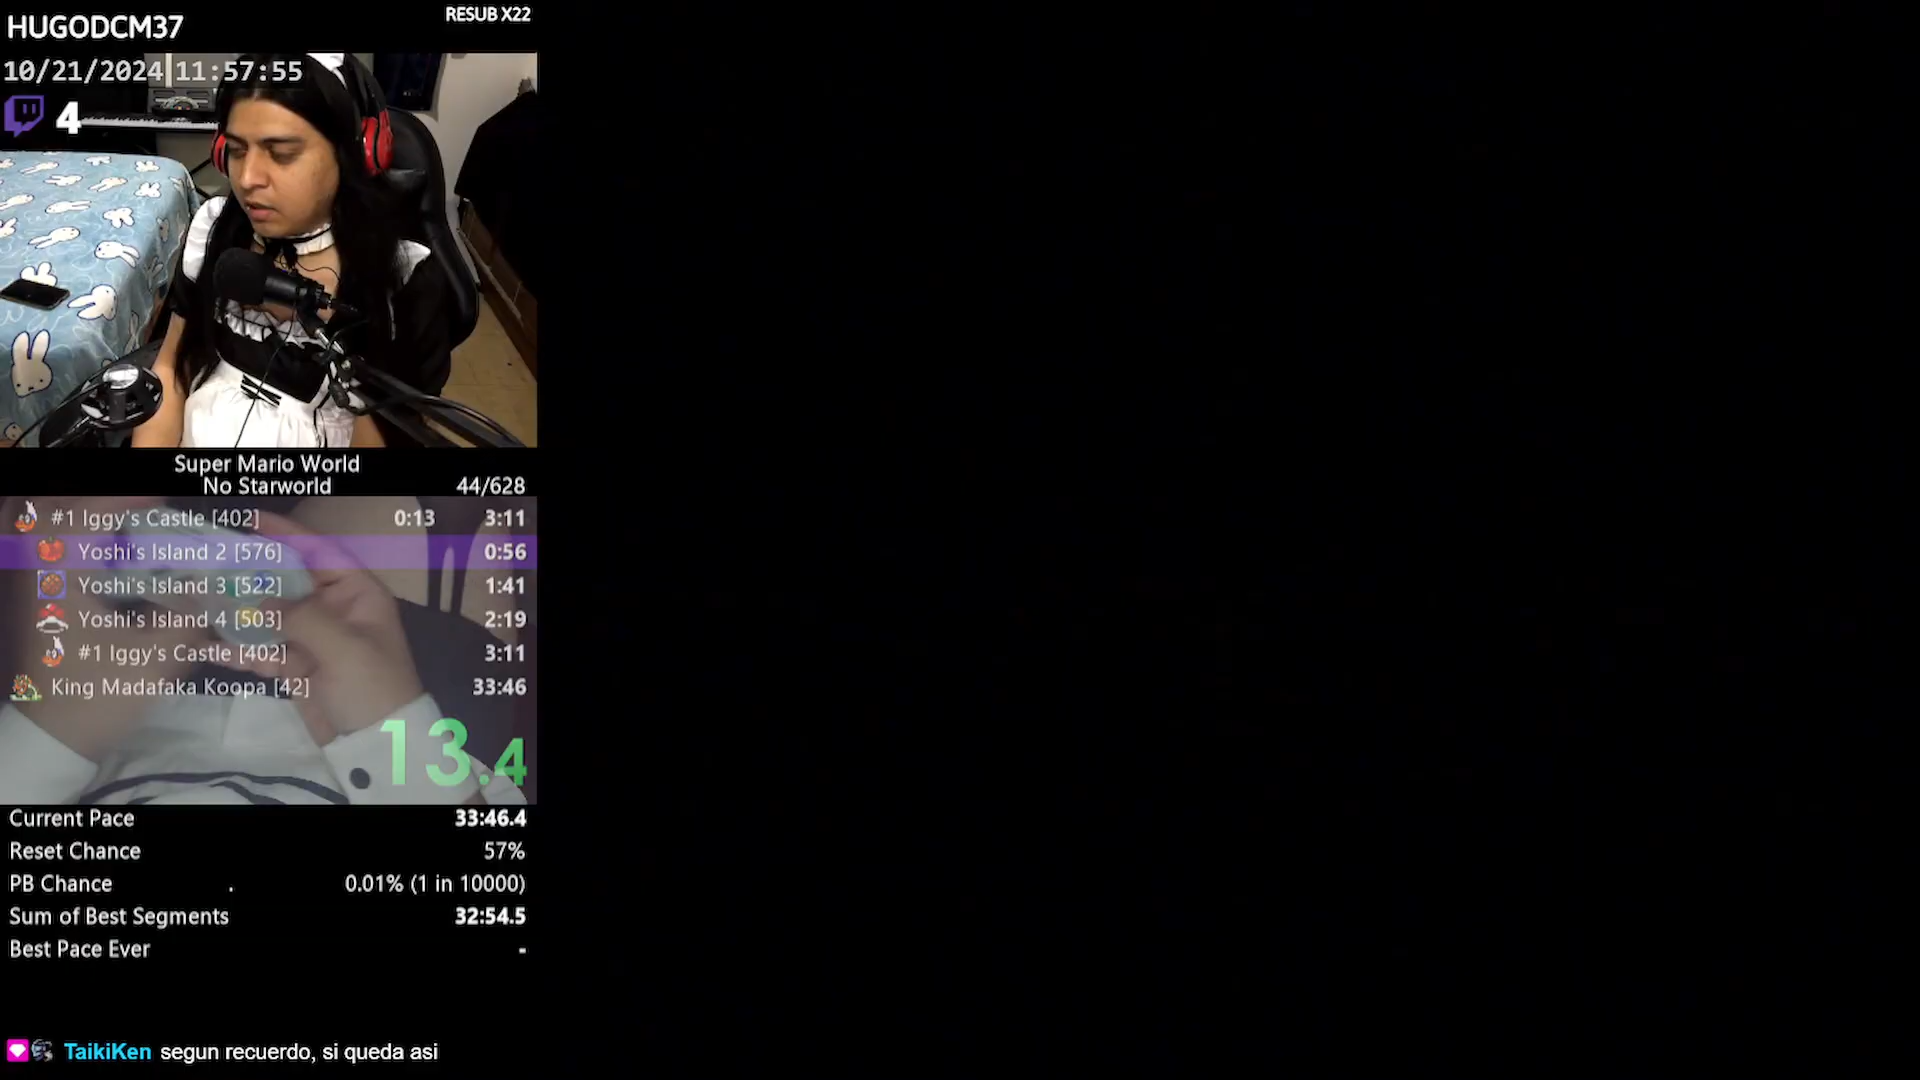 HUGODCM37
RESUB X22
10/21/2024 11:57:55
4
Super Mario World
No Starworld
44/628
#1 Iggy's Castle [402] 0:13 3:11
Yoshi's Island 2 [576] 0:56
Yoshi's Island 3 [522] 1:41
Yoshi's Island 4 [503] 2:19
#1 Iggy's Castle [402] 3:11
King Madafaka Koopa [42] 33:46
13.4
Current Pace 33:46.4
Reset Chance 57%
PB Chance . 0.01% (1 in 10000)
Sum of Best Segments 32:54.5
Best Pace Ever -
TaikiKen segun recuerdo, si queda asi